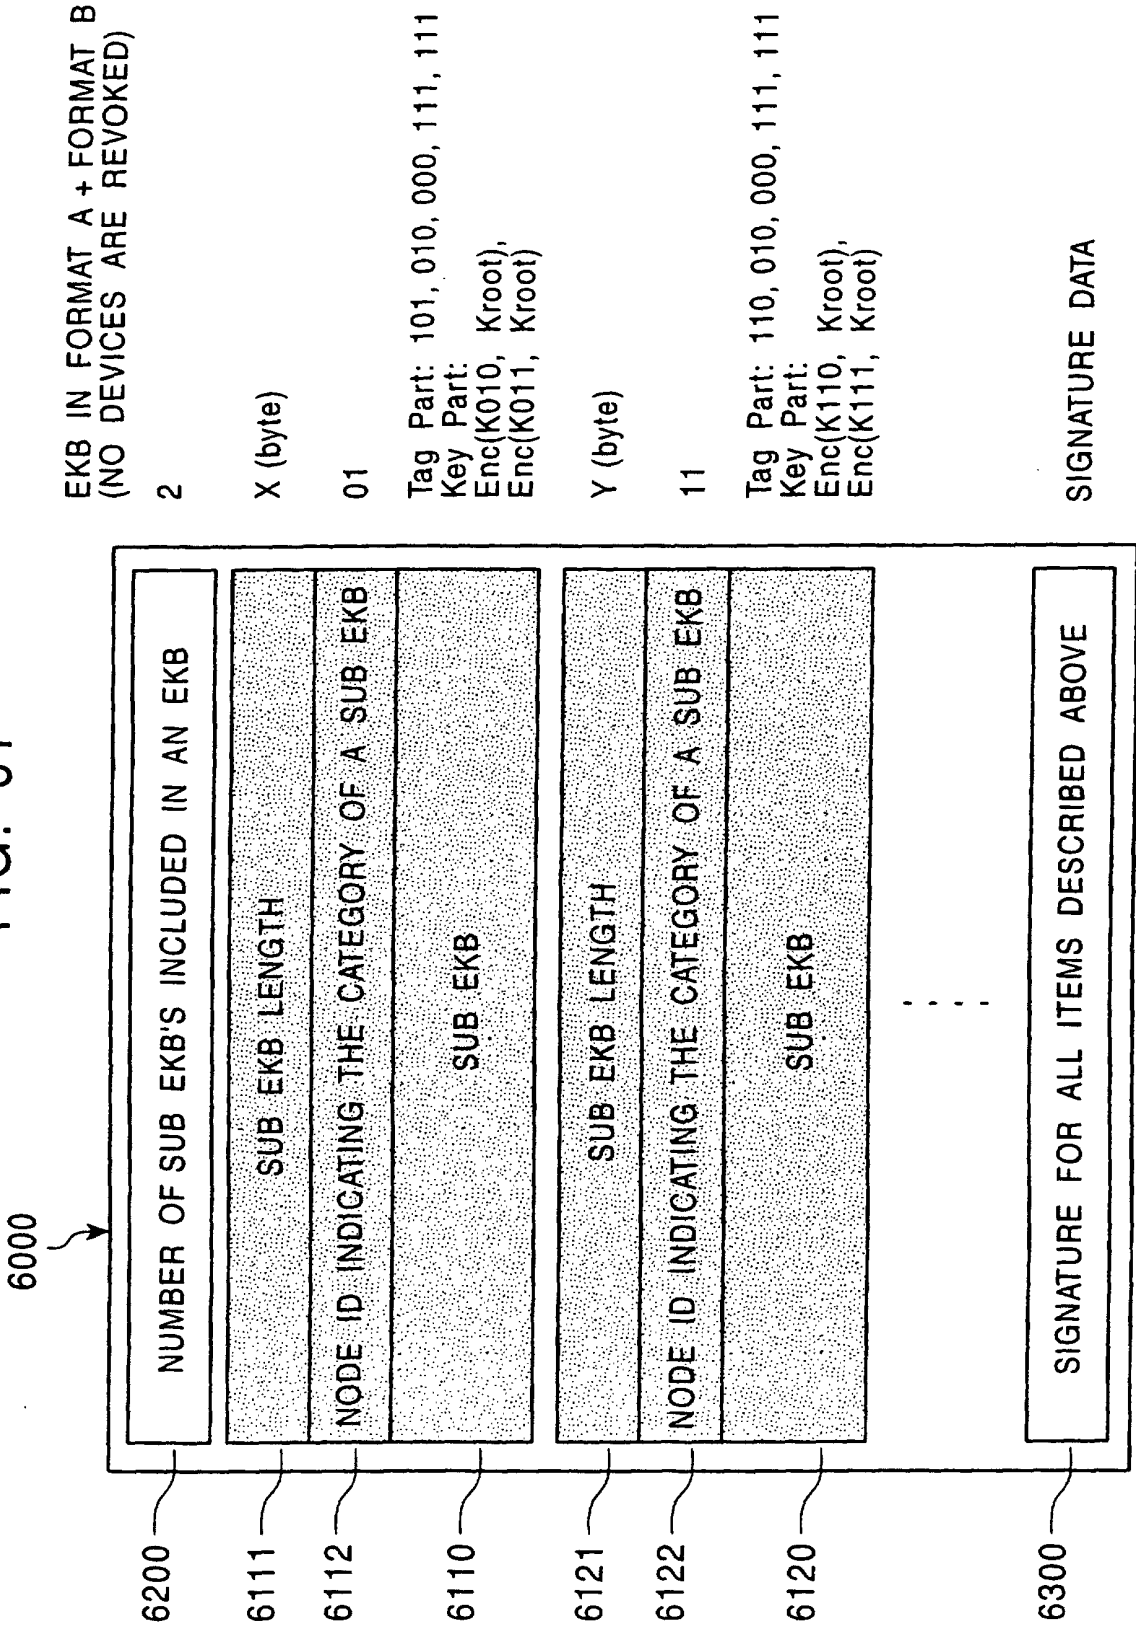 6000
EKB IN FORMAT A + FORMAT B
(NO DEVICES ARE REVOKED)
6200
NUMBER OF SUB EKB'S INCLUDED IN AN EKB
2
6111
SUB EKB LENGTH
X (byte)
6112
NODE ID INDICATING THE CATEGORY OF A SUB EKB
01
6110
SUB EKB
Tag Part: 101, 010, 000, 111, 111
Key Part:
Enc(K010, Kroot),
Enc(K011, Kroot)
6121
SUB EKB LENGTH
Y (byte)
6122
NODE ID INDICATING THE CATEGORY OF A SUB EKB
11
6120
SUB EKB
Tag Part: 110, 010, 000, 111, 111
Key Part:
Enc(K110, Kroot),
Enc(K111, Kroot)
6300
SIGNATURE FOR ALL ITEMS DESCRIBED ABOVE
SIGNATURE DATA